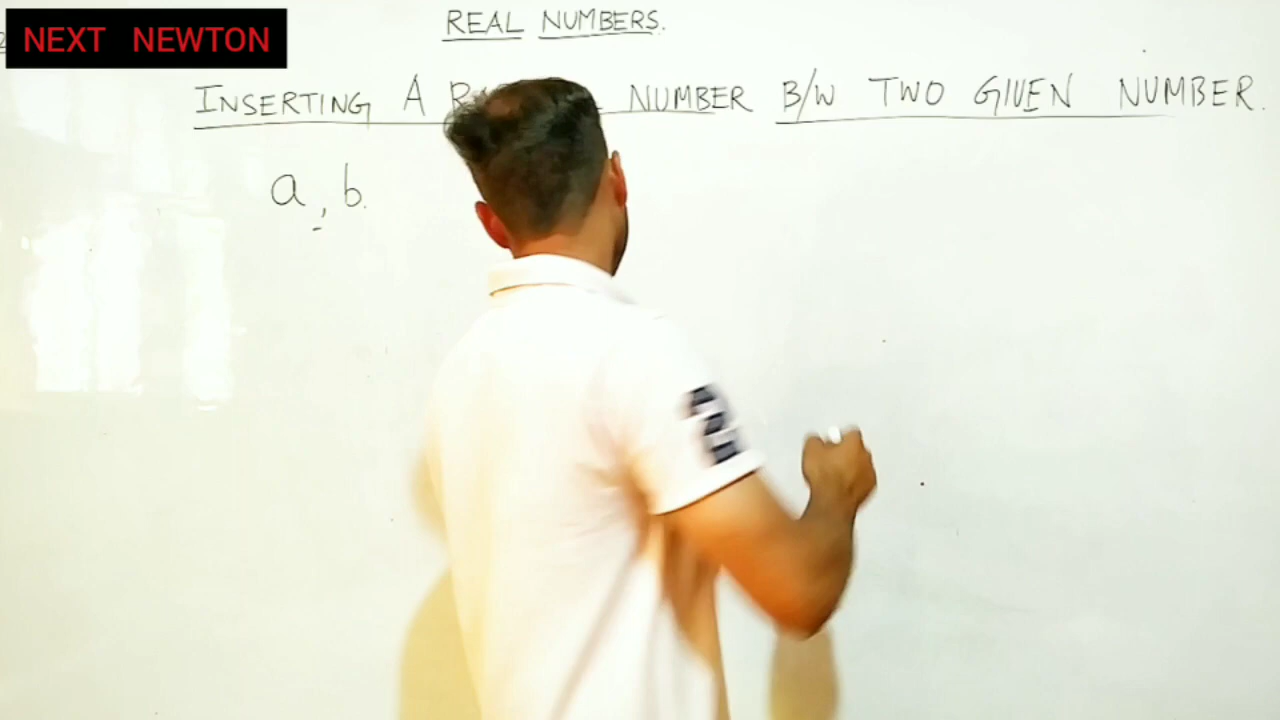 NEXT NEWTON
REAL NUMBERS.
INSERTING A NUMBER B/W TWO GIVEN NUMBER.
a, b.